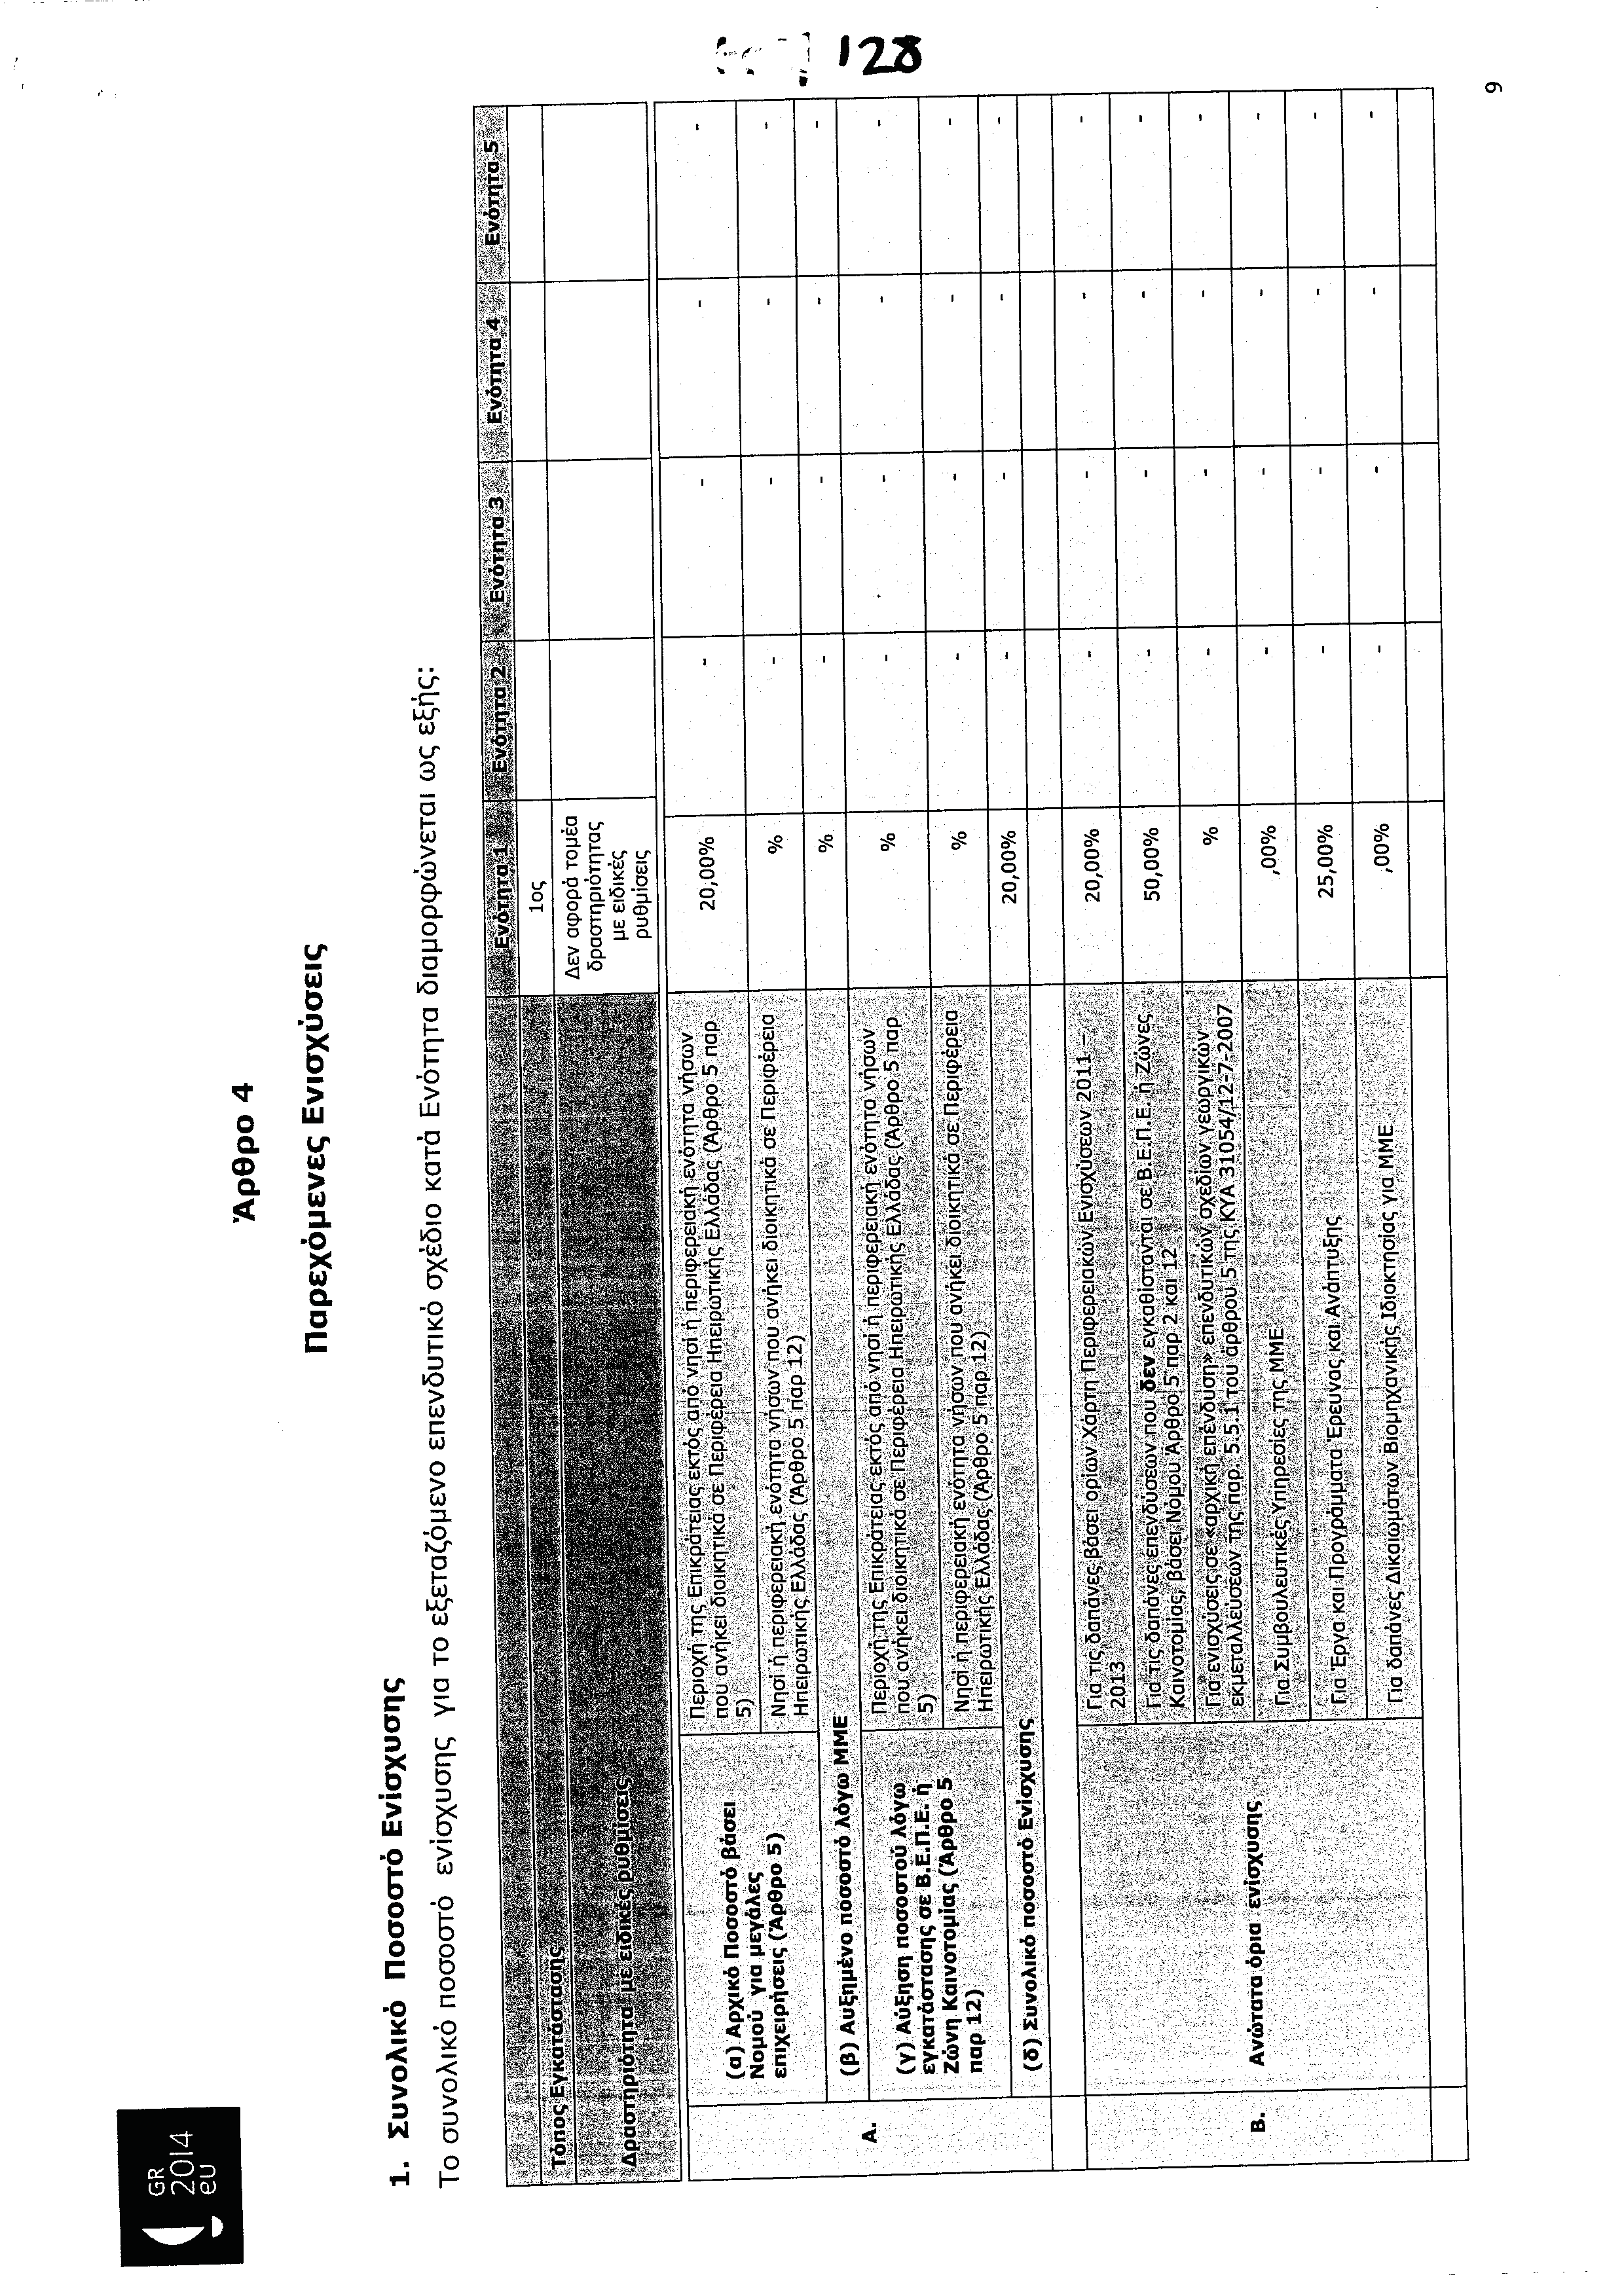 GR
2014
eu
128
Άρθρο 4
Παρεχόμενες Ενισχύσεις
1. Συνολικό Ποσοστό Ενίσχυσης
Το συνολικό ποσοστό ενίσχυσης για το εξεταζόμενο επενδυτικό σχέδιο κατά Ενότητα διαμορφώνεται ως εξής:
Ενότητα 1 Ενότητα 2 Ενότητα 3 Ενότητα 4 Ενότητα 5
Τόπος Εγκατάστασης 1ος
Δραστηριότητα με ειδικές ρυθμίσεις
Δεν αφορά τομέα
δραστηριότητας
με ειδικές
ρυθμίσεις
Α.
(α) Αρχικό Ποσοστό βάσει
Νομού για μεγάλες
επιχειρήσεις (Άρθρο 5)
Περιοχή της Επικράτειας εκτός από νησί ή περιφερειακή ενότητα νήσων
που ανήκει διοικητικά σε Περιφέρεια Ηπειρωτικής Ελλάδας (Άρθρο 5 παρ
5)
20,00% - - - -
Νησί ή περιφερειακή ενότητα νήσων που ανήκει διοικητικά σε Περιφέρεια
Ηπειρωτικής Ελλάδας (Άρθρο 5 παρ 12)
% - - - -
(β) Αυξημένο ποσοστό λόγω ΜΜΕ % - - - -
(γ) Αύξηση ποσοστού λόγω
εγκατάστασης σε Β.Ε.Π.Ε. ή
Ζώνη Καινοτομίας (Άρθρο 5
παρ 12)
Περιοχή της Επικράτειας εκτός από νησί ή περιφερειακή ενότητα νήσων
που ανήκει διοικητικά σε Περιφέρεια Ηπειρωτικής Ελλάδας (Άρθρο 5 παρ
5)
% - - - -
Νησί ή περιφερειακή ενότητα νήσων που ανήκει διοικητικά σε Περιφέρεια
Ηπειρωτικής Ελλάδας (Άρθρο 5 παρ 12)
% - - - -
(δ) Συνολικό ποσοστό Ενίσχυσης 20,00% - - - -
Β.
Ανώτατα όρια ενίσχυσης
Για τις δαπάνες βάσει ορίων Χάρτη Περιφερειακών Ενισχύσεων 2011 –
2013
20,00% - - - -
Για τις δαπάνες επενδύσεων που δεν εγκαθίστανται σε Β.Ε.Π.Ε. ή Ζώνες
Καινοτομίας, βάσει Νόμου Άρθρο 5 παρ 2 και 12
50,00% - - - -
Για ενισχύσεις σε «αρχική επένδυση» επενδυτικών σχεδίων γεωργικών
εκμεταλλεύσεων της παρ. 5.5.1 του άρθρου 5 της ΚΥΑ 31054/12-7-2007
% - - - -
Για Συμβουλευτικές Υπηρεσίες της ΜΜΕ ,00% - - - -
Για Έργα και Προγράμματα Έρευνας και Ανάπτυξης 25,00% - - - -
Για δαπάνες Δικαιωμάτων Βιομηχανικής Ιδιοκτησίας για ΜΜΕ ,00% - - - -
9